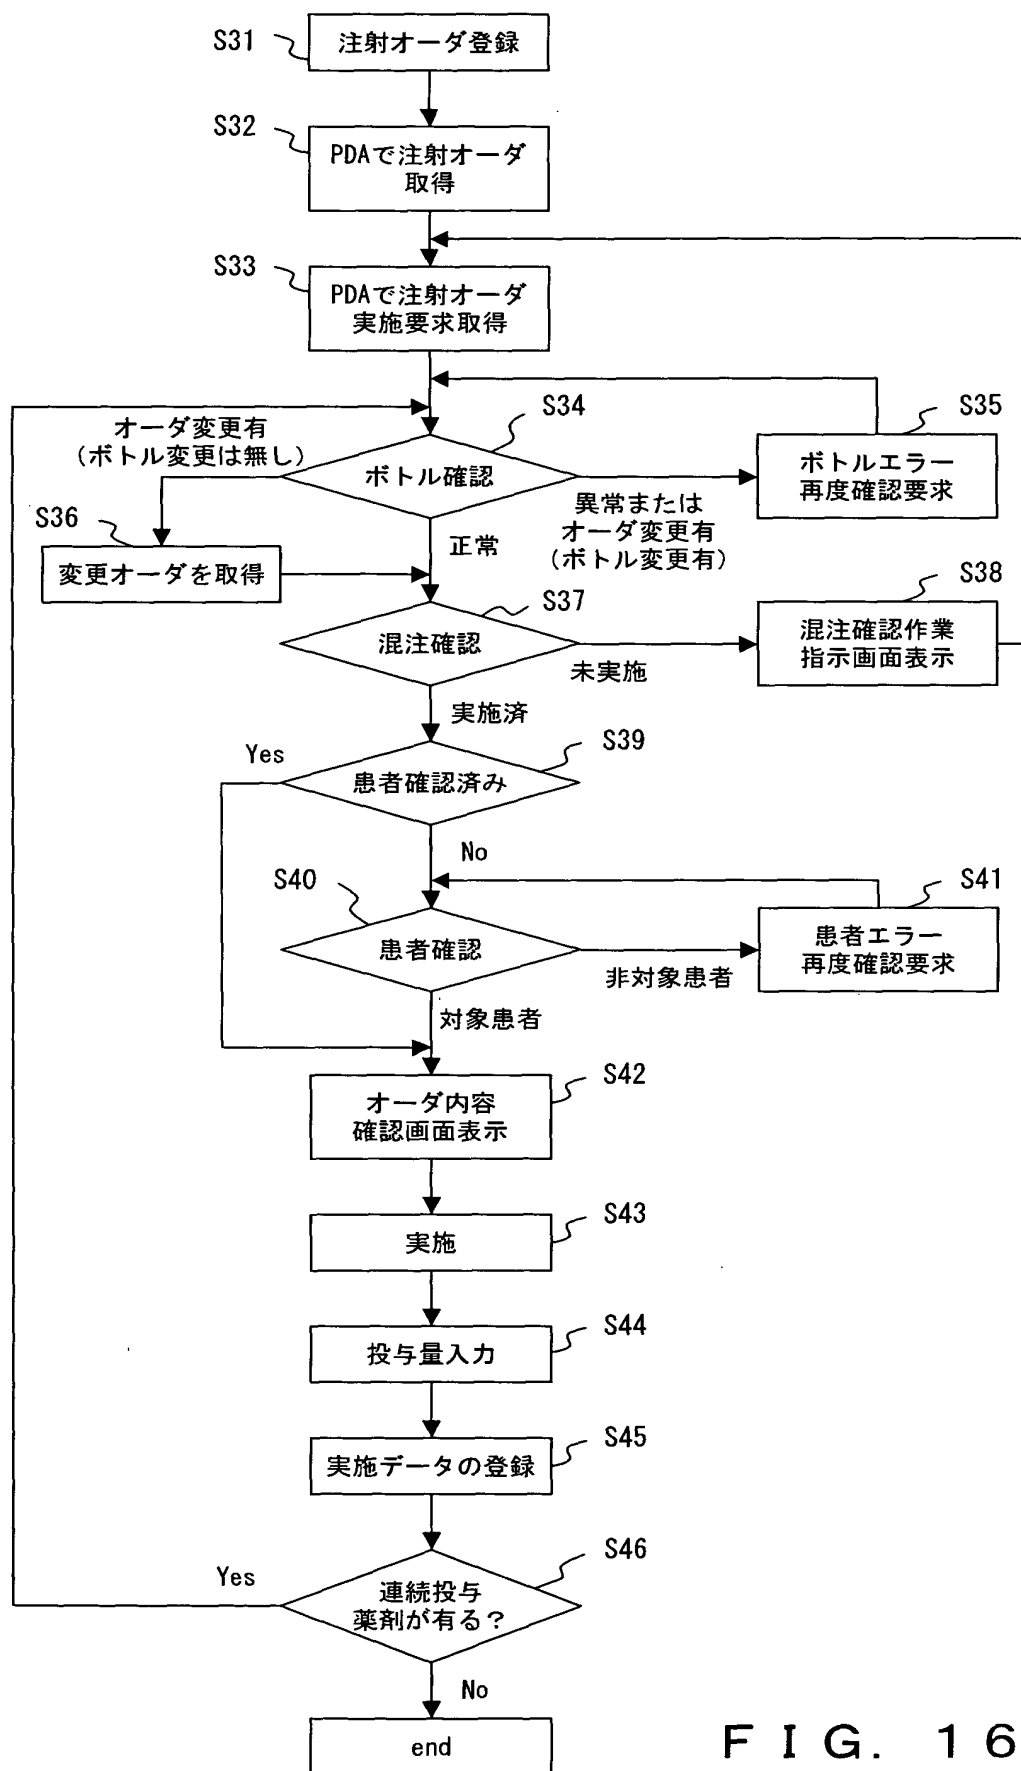 S31
注射オーダ登録
S32
PDAで注射オーダ
取得
S33
PDAで注射オーダ
実施要求取得
オーダ変更有
(ボトル変更は無し)
S34
ボトル確認
S35
ボトルエラー
再度確認要求
異常または
オーダ変更有
(ボトル変更有)
正常
S36
変更オーダを取得
S37
混注確認
未実施
S38
混注確認作業
指示画面表示
実施済
Yes
S39
患者確認済み
No
S40
患者確認
非対象患者
S41
患者エラー
再度確認要求
対象患者
S42
オーダ内容
確認画面表示
S43
実施
S44
投与量入力
S45
実施データの登録
Yes
S46
連続投与
薬剤が有る?
No
end
FIG. 16